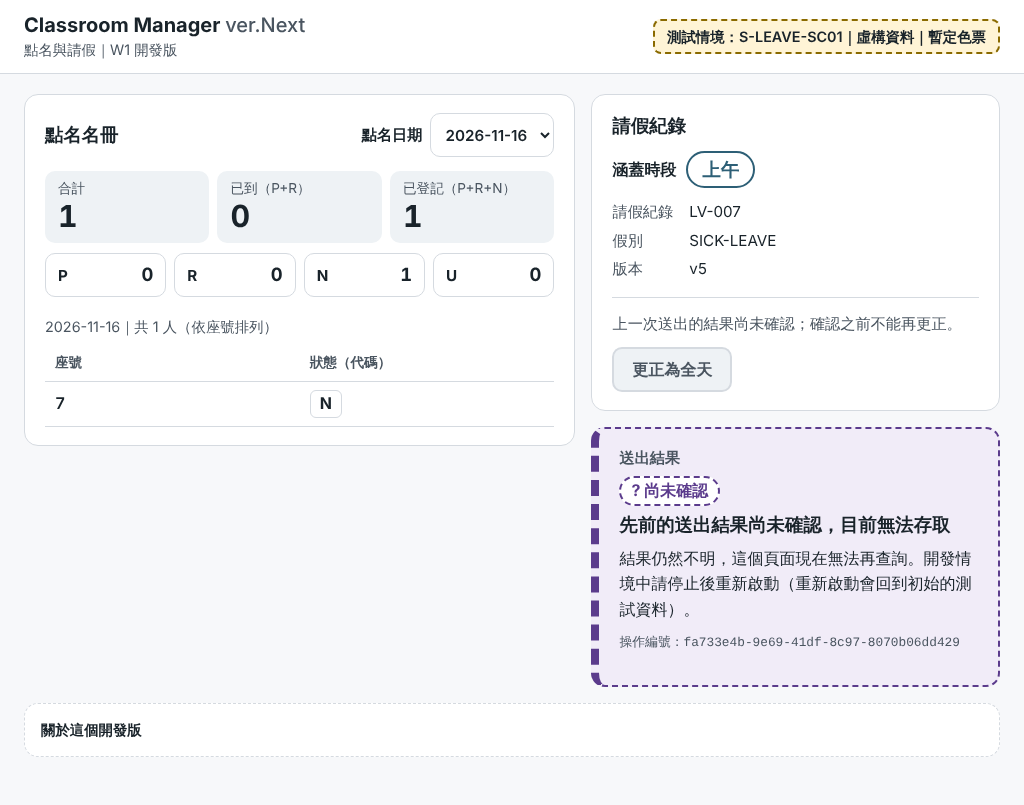 Classroom Manager ver.Next
點名與請假｜W1 開發版
測試情境：S-LEAVE-SC01｜虛構資料｜暫定色票
點名名冊
點名日期 2026-11-16
合計
1
已到（P+R）
0
已登記（P+R+N）
1
P 0
R 0
N 1
U 0
2026-11-16｜共 1 人（依座號排列）
座號 狀態（代碼）
7 N
請假紀錄
涵蓋時段 上午
請假紀錄 LV-007
假別 SICK-LEAVE
版本 v5
上一次送出的結果尚未確認；確認之前不能再更正。
更正為全天
送出結果
? 尚未確認
先前的送出結果尚未確認，目前無法存取
結果仍然不明，這個頁面現在無法再查詢。開發情
境中請停止後重新啟動（重新啟動會回到初始的測
試資料）。
操作編號：fa733e4b-9e69-41df-8c97-8070b06dd429
關於這個開發版